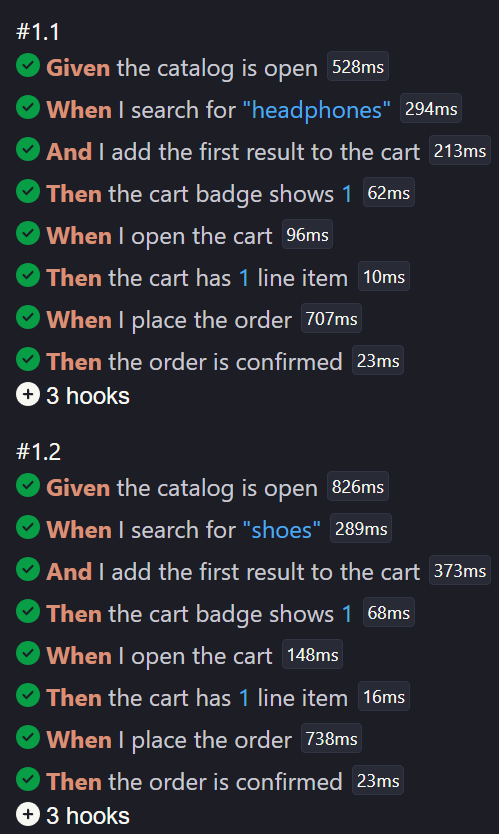 #1.1
Given the catalog is open 528ms
When I search for "headphones" 294ms
And I add the first result to the cart 213ms
Then the cart badge shows 1 62ms
When I open the cart 96ms
Then the cart has 1 line item 10ms
When I place the order 707ms
Then the order is confirmed 23ms
3 hooks
#1.2
Given the catalog is open 826ms
When I search for "shoes" 289ms
And I add the first result to the cart 373ms
Then the cart badge shows 1 68ms
When I open the cart 148ms
Then the cart has 1 line item 16ms
When I place the order 738ms
Then the order is confirmed 23ms
3 hooks